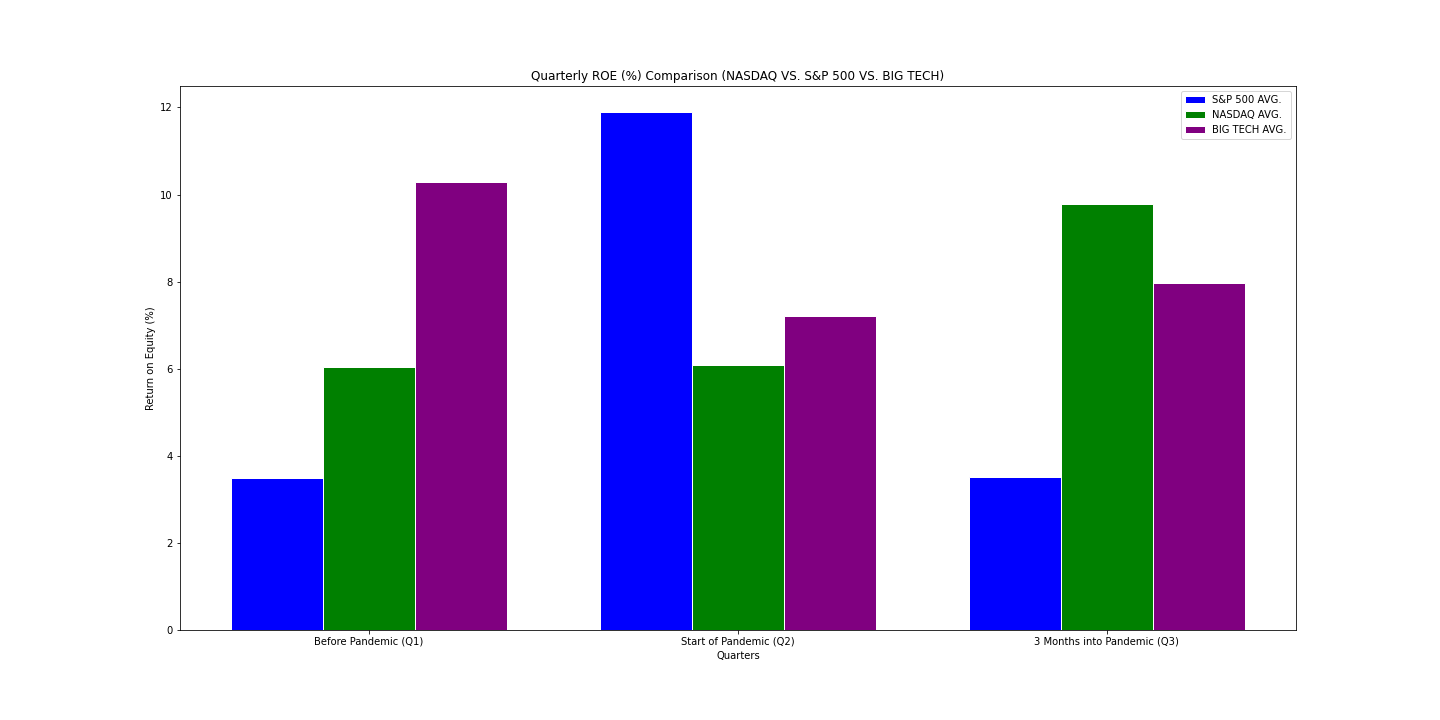 Quarterly ROE (%) Comparison (NASDAQ VS. S&P 500 VS. BIG TECH)
S&P 500 AVG.
NASDAQ AVG.
BIG TECH AVG.
Return on Equity (%)
12
10
8
6
4
2
0
Before Pandemic (Q1)
Start of Pandemic (Q2)
3 Months into Pandemic (Q3)
Quarters